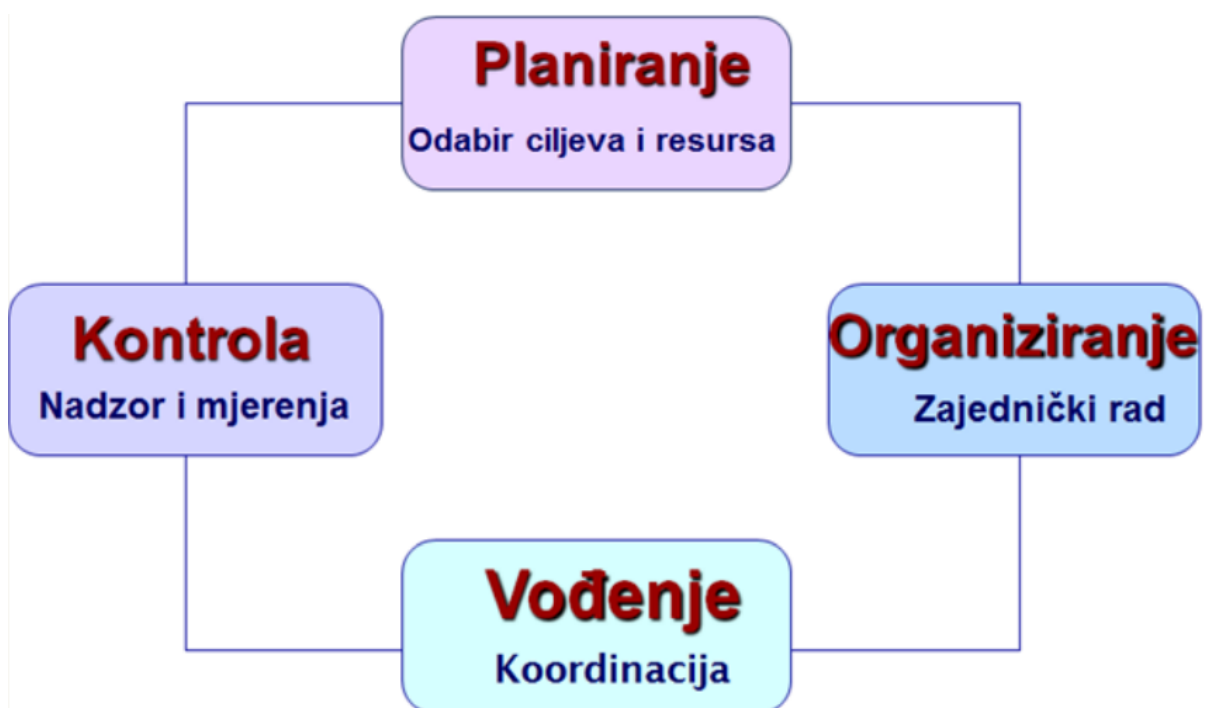 Planiranje
Odabir ciljeva i resursa
Kontrola
Nadzor i mjerenja
Organiziranje
Zajednički rad
Vođenje
Koordinacija